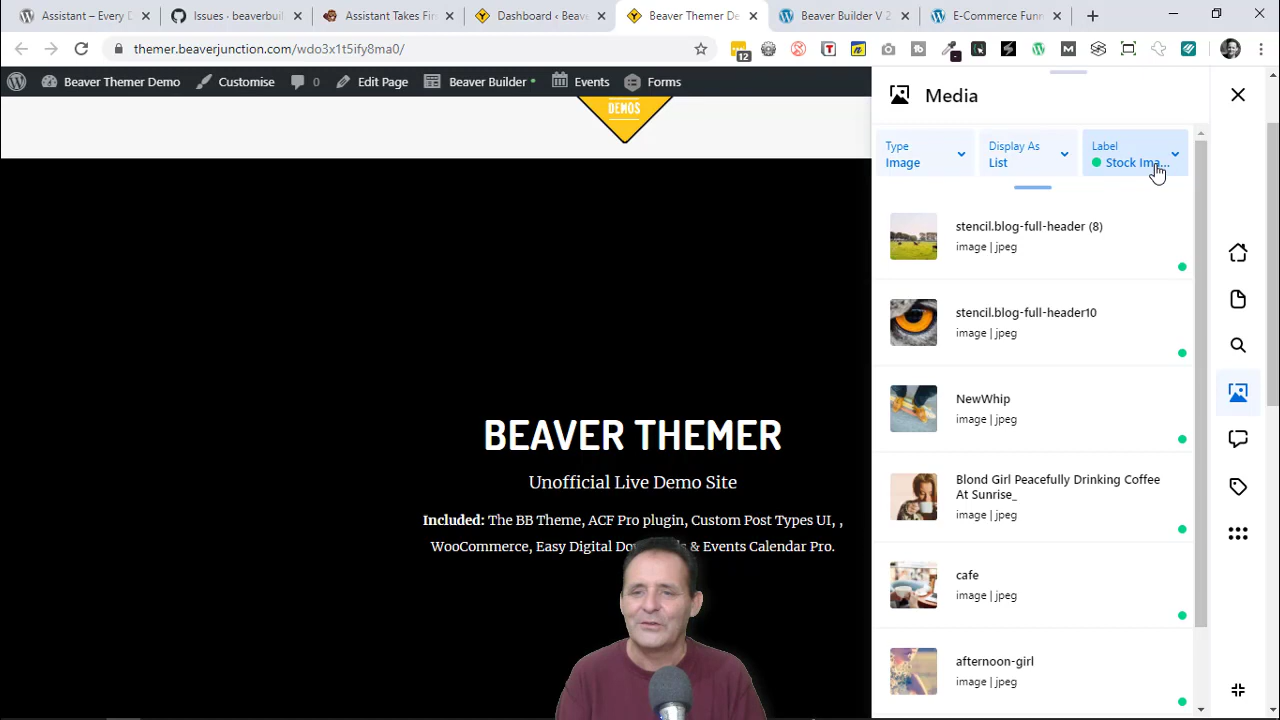 Assistant – Every D
Issues · beaverbuil
Assistant Takes Fir
Dashboard ‹ Beave
Beaver Themer De
Beaver Builder V 2
E-Commerce Funn
themer.beaverjunction.com/wdo3x1t5ify8ma0/
12
Beaver Themer Demo
Customise
0
Edit Page
Beaver Builder
Events
Forms
DEMOS
BEAVER THEMER
Unofficial Live Demo Site
Included: The BB Theme, ACF Pro plugin, Custom Post Types UI, ,
WooCommerce, Easy Digital & Events Calendar Pro.
Media
Type
Image
Display As
List
Label
Stock Ima...
stencil.blog-full-header (8)
image | jpeg
stencil.blog-full-header10
image | jpeg
NewWhip
image | jpeg
Blond Girl Peacefully Drinking Coffee
At Sunrise_
image | jpeg
cafe
image | jpeg
afternoon-girl
image | jpeg